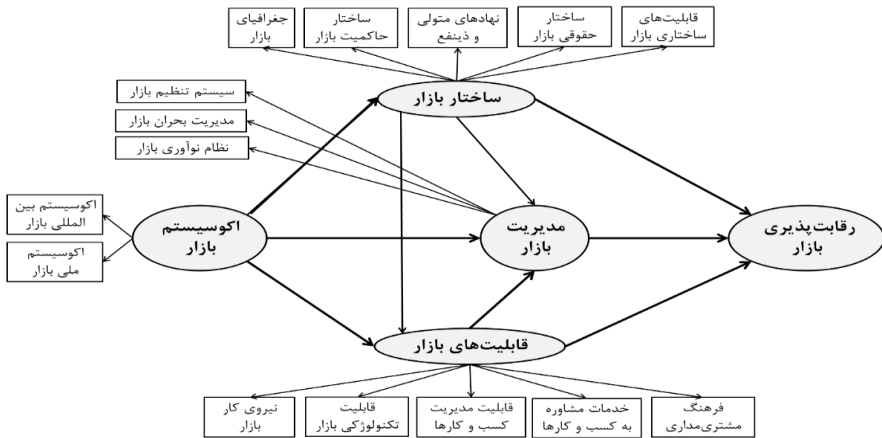 قابلیت‌های
ساختاری بازار
ساختار
حقوقی بازار
نهادهای متولی
و ذینفع
ساختار
حاکمیت بازار
جغرافیای
بازار
ساختار بازار
سیستم تنظیم بازار
مدیریت بحران بازار
نظام نوآوری بازار
رقابت‌پذیری
بازار
مدیریت
بازار
اکوسیستم
بازار
اکوسیستم بین
المللی بازار
اکوسیستم
ملی بازار
قابلیت‌های بازار
فرهنگ
مشتری‌مداری
خدمات مشاوره
به کسب و کارها
قابلیت مدیریت
کسب و کارها
قابلیت
تکنولوژکی بازار
نیروی کار
بازار